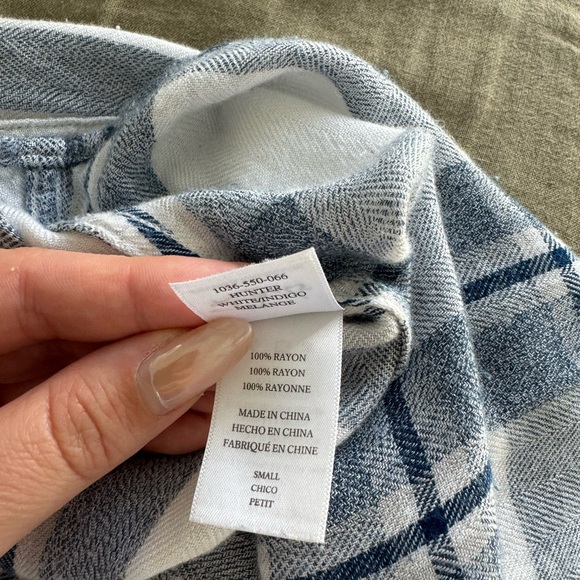 1036-550-066
HUNTER
WHITE/INDIGO
MELANGE
100% RAYON
100% RAYON
100% RAYONNE
MADE IN CHINA
HECHO EN CHINA
FABRIQUÉ EN CHINE
SMALL
CHICO
PETIT